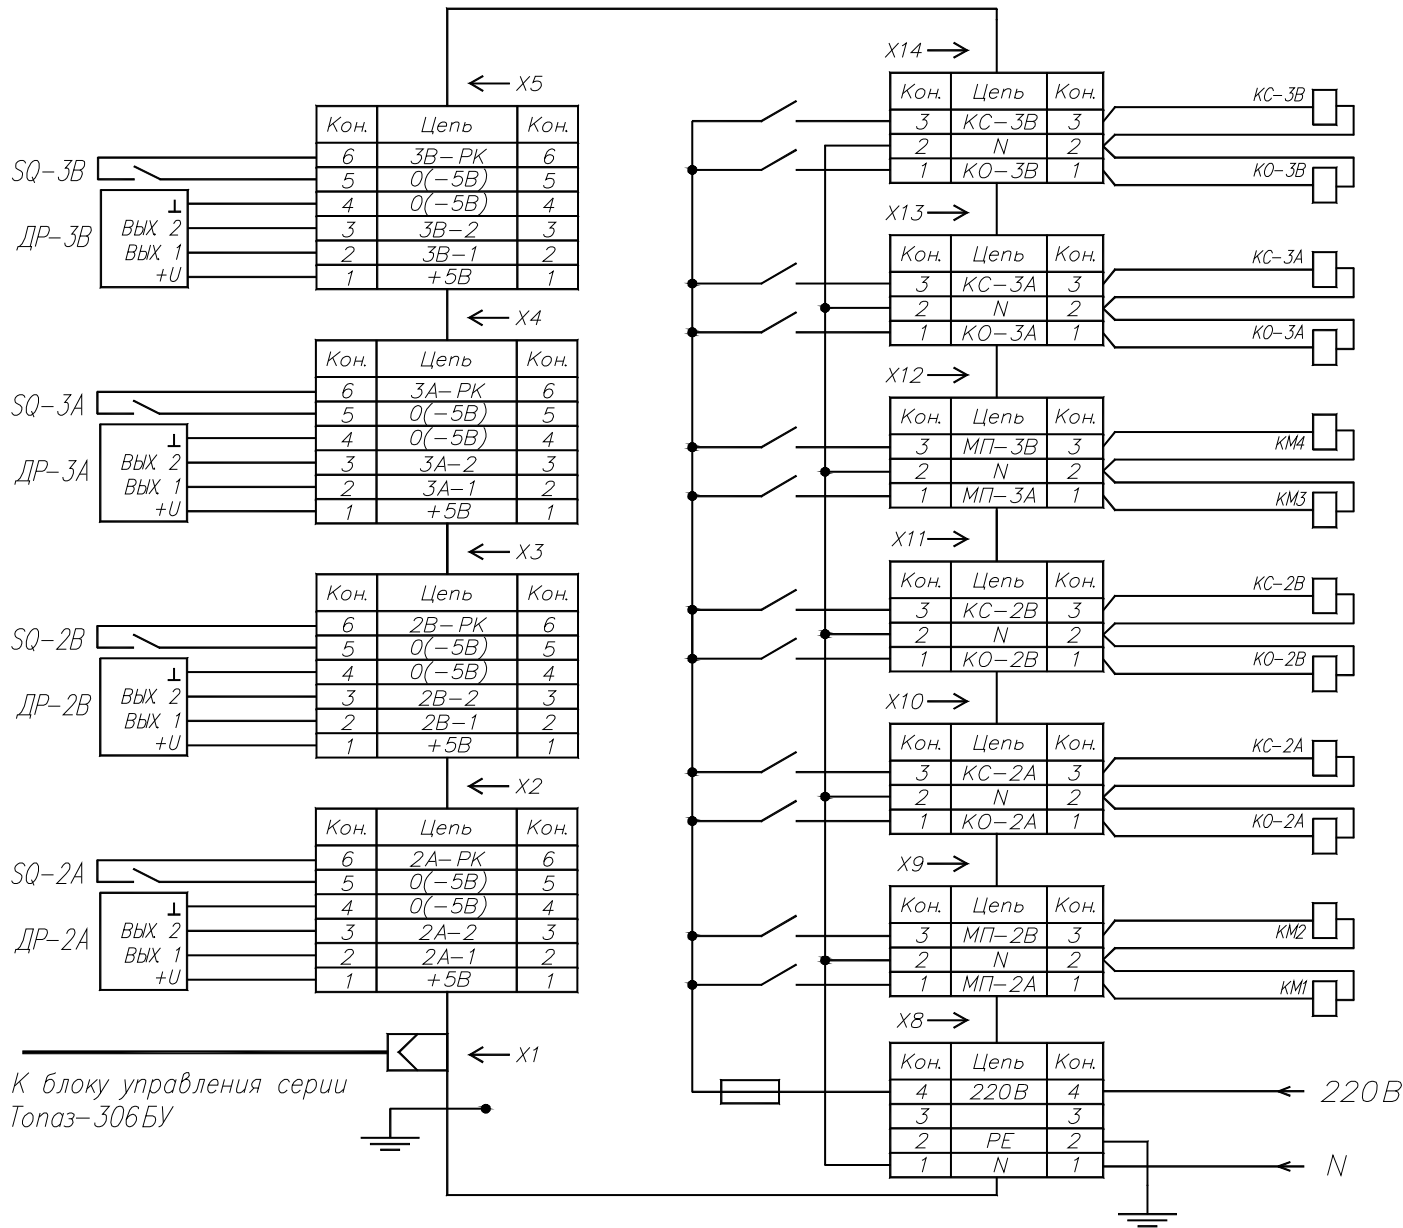 X5
Кон. Цепь Кон.
6 3В-РК 6
5 0(-5В) 5
4 0(-5В) 4
3 3В-2 3
2 3В-1 2
1 +5В 1
SQ-3В
ДР-3В
⊥
ВЫХ 2
ВЫХ 1
+U
X4
Кон. Цепь Кон.
6 3А-РК 6
5 0(-5В) 5
4 0(-5В) 4
3 3А-2 3
2 3А-1 2
1 +5В 1
SQ-3А
ДР-3А
⊥
ВЫХ 2
ВЫХ 1
+U
X3
Кон. Цепь Кон.
6 2В-РК 6
5 0(-5В) 5
4 0(-5В) 4
3 2В-2 3
2 2В-1 2
1 +5В 1
SQ-2В
ДР-2В
⊥
ВЫХ 2
ВЫХ 1
+U
X2
Кон. Цепь Кон.
6 2А-РК 6
5 0(-5В) 5
4 0(-5В) 4
3 2А-2 3
2 2А-1 2
1 +5В 1
SQ-2А
ДР-2А
⊥
ВЫХ 2
ВЫХ 1
+U
X1
К блоку управления серии
Топаз-306БУ
X14
Кон. Цепь Кон.
3 КС-3В 3
2 N 2
1 КО-3В 1
КС-3В
КО-3В
X13
Кон. Цепь Кон.
3 КС-3А 3
2 N 2
1 КО-3А 1
КС-3А
КО-3А
X12
Кон. Цепь Кон.
3 МП-3В 3
2 N 2
1 МП-3А 1
КМ4
КМ3
X11
Кон. Цепь Кон.
3 КС-2В 3
2 N 2
1 КО-2В 1
КС-2В
КО-2В
X10
Кон. Цепь Кон.
3 КС-2А 3
2 N 2
1 КО-2А 1
КС-2А
КО-2А
X9
Кон. Цепь Кон.
3 МП-2В 3
2 N 2
1 МП-2А 1
КМ2
КМ1
X8
Кон. Цепь Кон.
4 220В 4
3 3
2 PE 2
1 N 1
220В
N